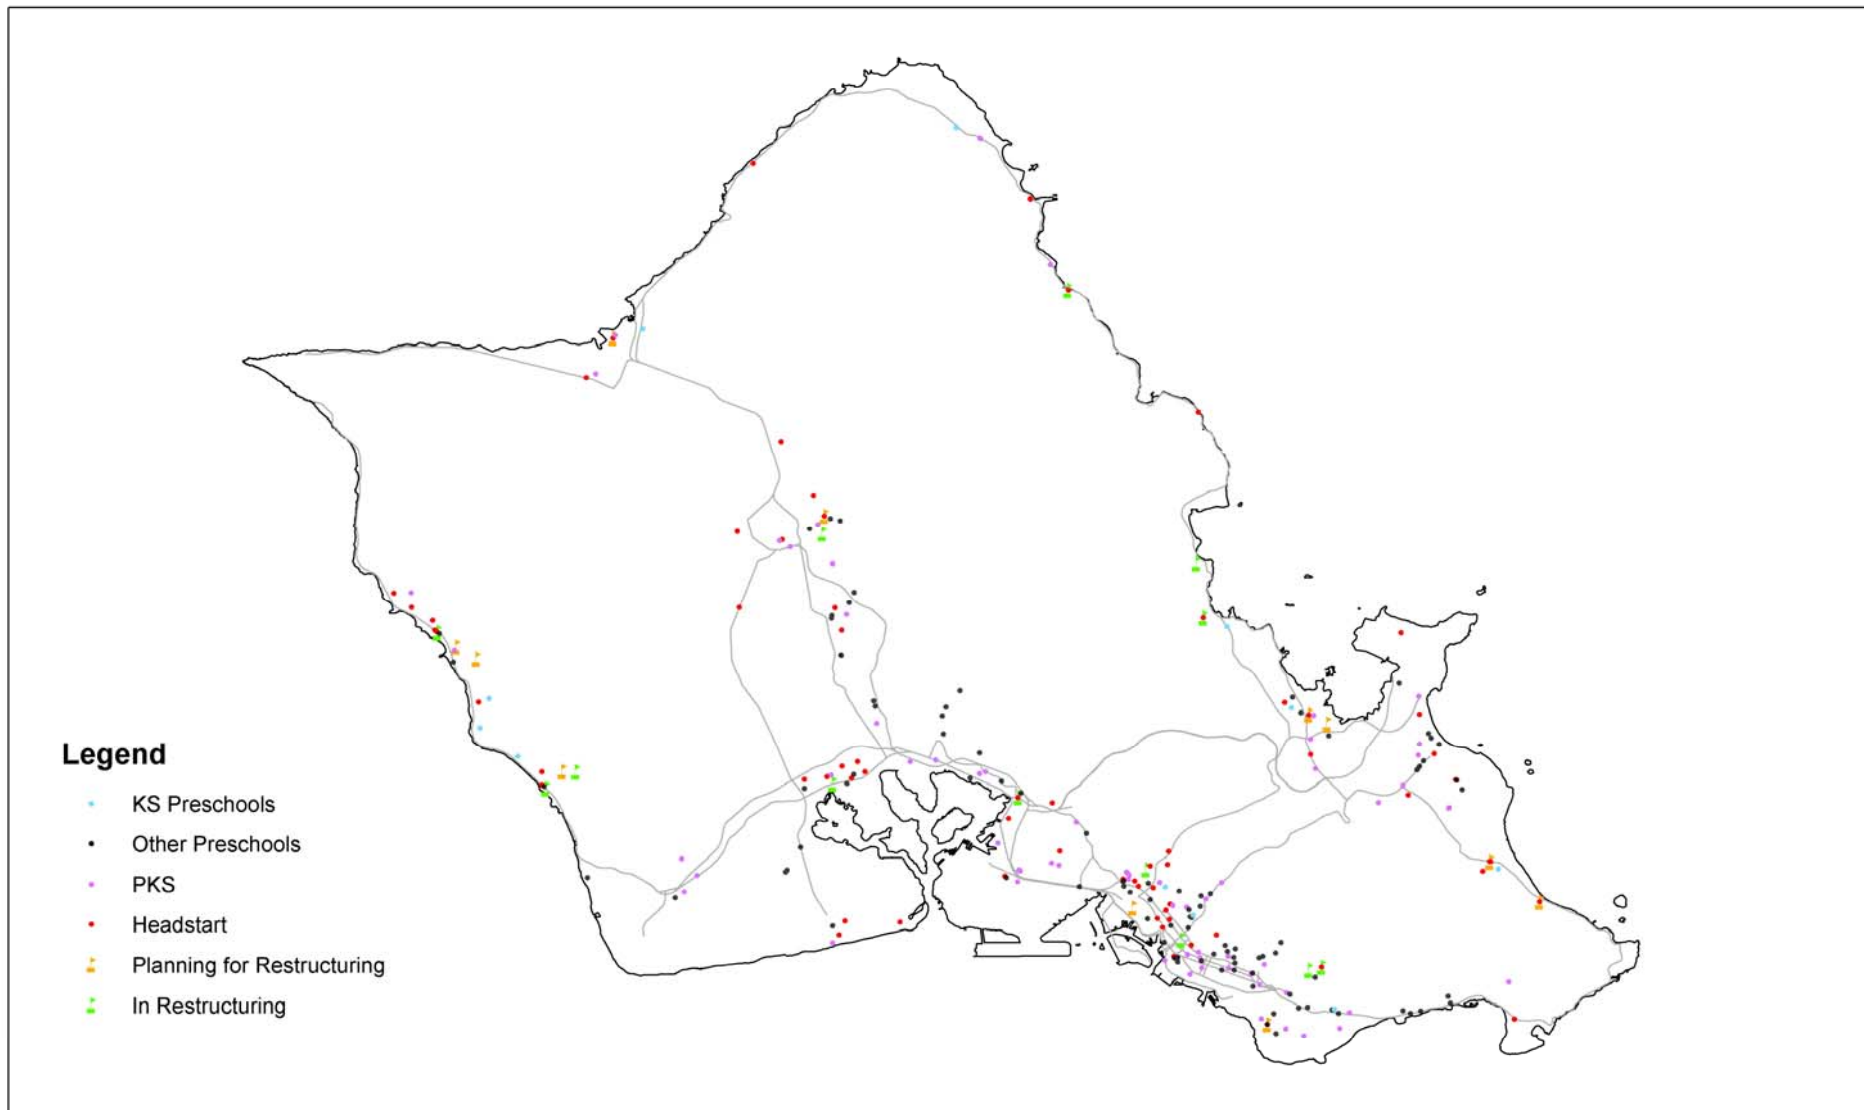 Legend
KS Preschools
Other Preschools
PKS
Headstart
Planning for Restructuring
In Restructuring